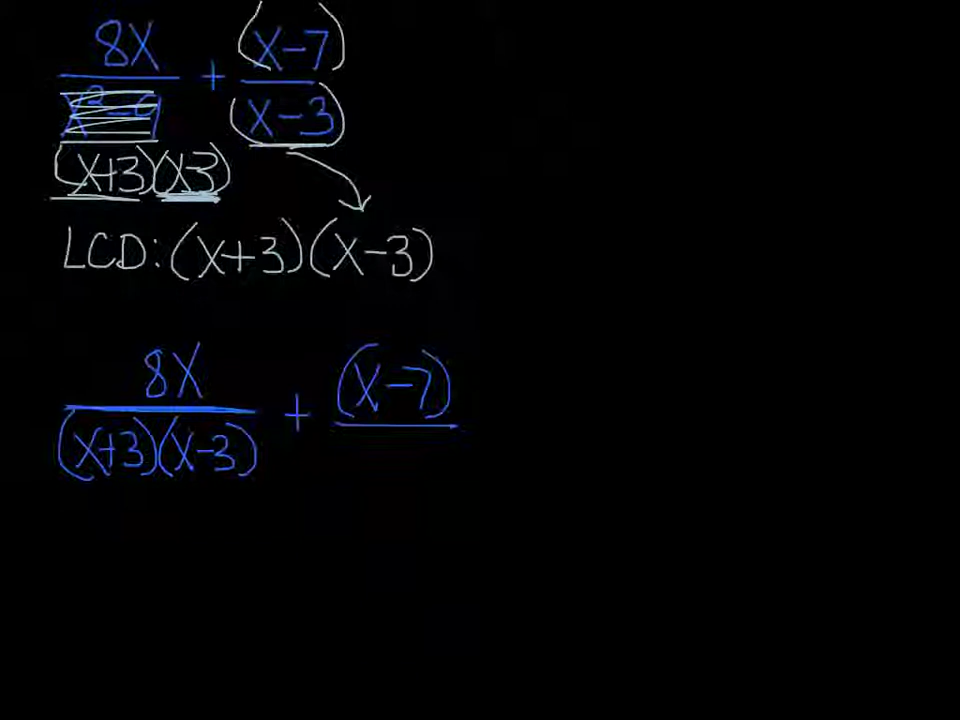 8X + (X-7)
X²-9 (X-3)
(X+3)(X-3)
LCD: (X+3)(X-3)
8X + (X-7)
(X+3)(X-3)